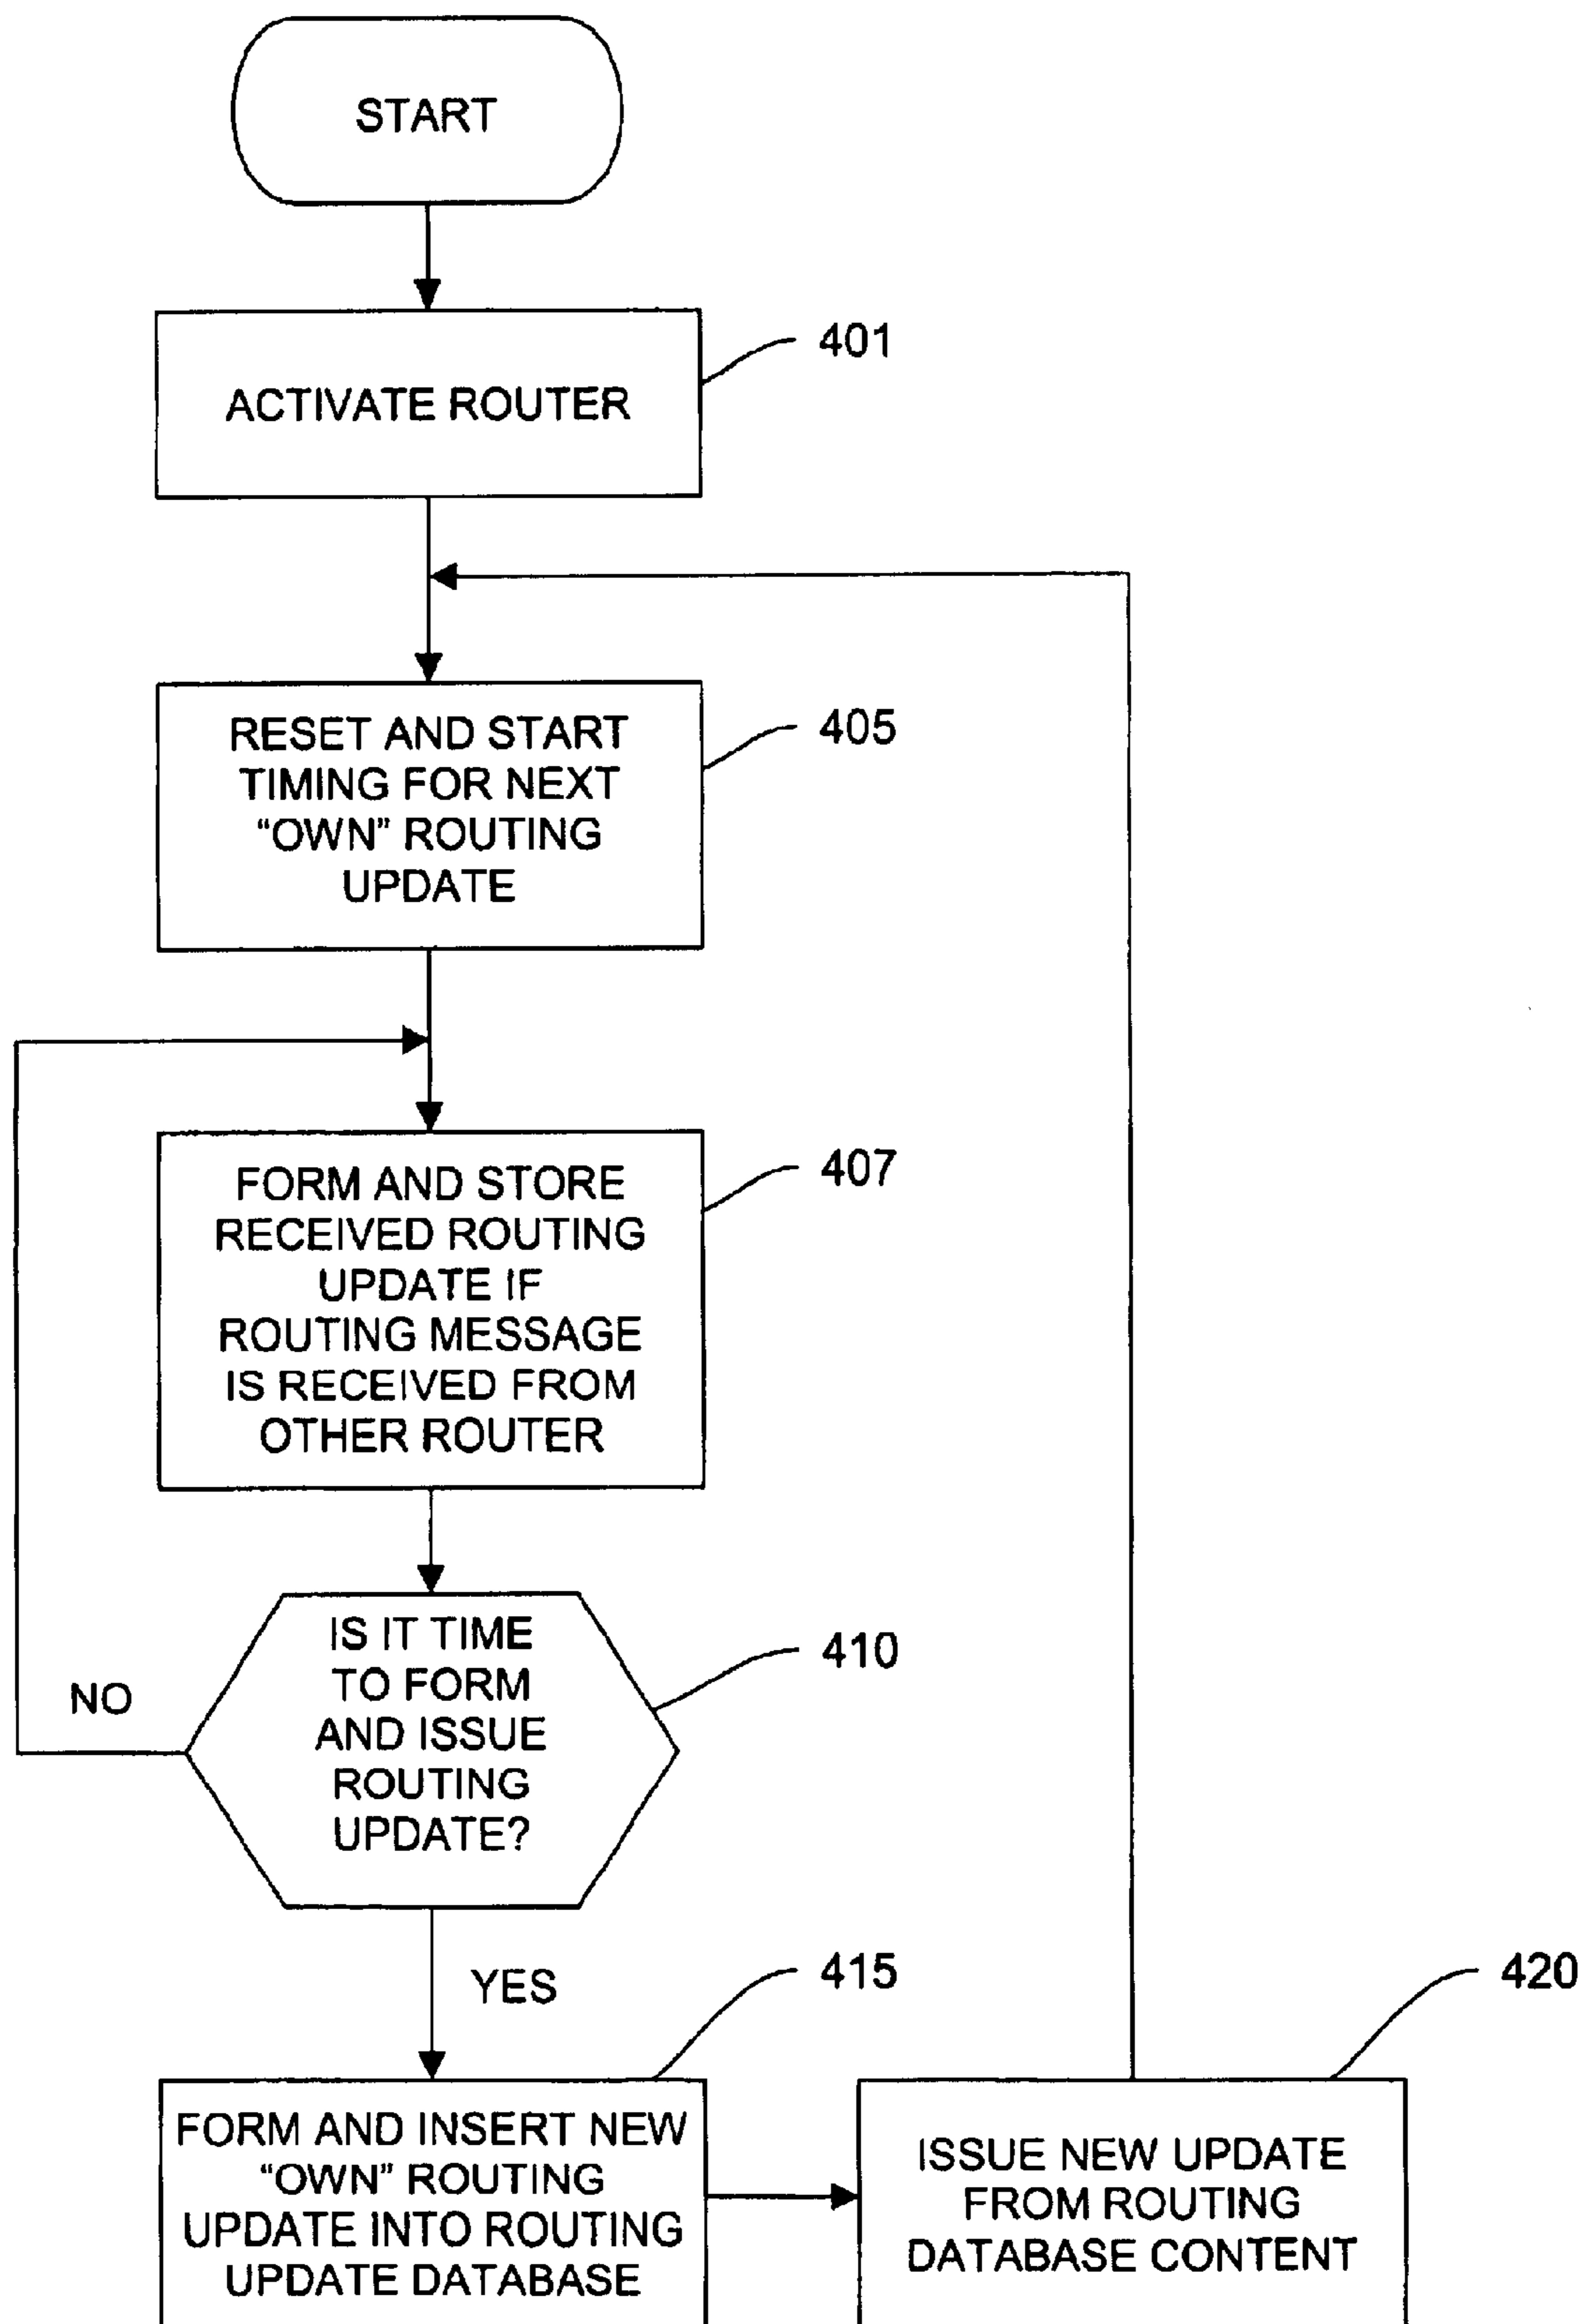 START
ACTIVATE ROUTER
401
RESET AND START
TIMING FOR NEXT
“OWN” ROUTING
UPDATE
405
FORM AND STORE
RECEIVED ROUTING
UPDATE IF
ROUTING MESSAGE
IS RECEIVED FROM
OTHER ROUTER
407
IS IT TIME
TO FORM
AND ISSUE
ROUTING
UPDATE?
410
NO
YES
415
FORM AND INSERT NEW
“OWN” ROUTING
UPDATE INTO ROUTING
UPDATE DATABASE
420
ISSUE NEW UPDATE
FROM ROUTING
DATABASE CONTENT